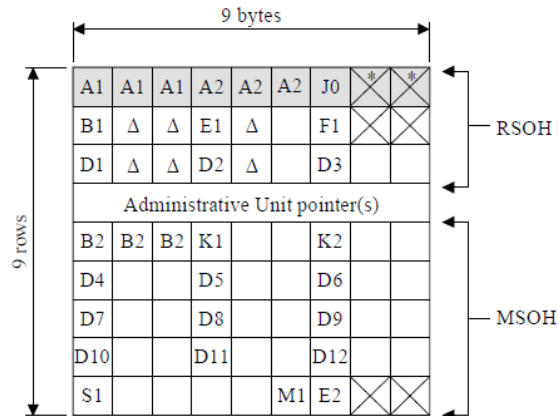 9 bytes
A1 A1 A1 A2 A2 A2 J0 * *
B1 Δ Δ E1 Δ F1
RSOH
D1 Δ Δ D2 Δ D3
Administrative Unit pointer(s)
9 rows
B2 B2 B2 K1 K2
D4 D5 D6
D7 D8 D9
MSOH
D10 D11 D12
S1 M1 E2